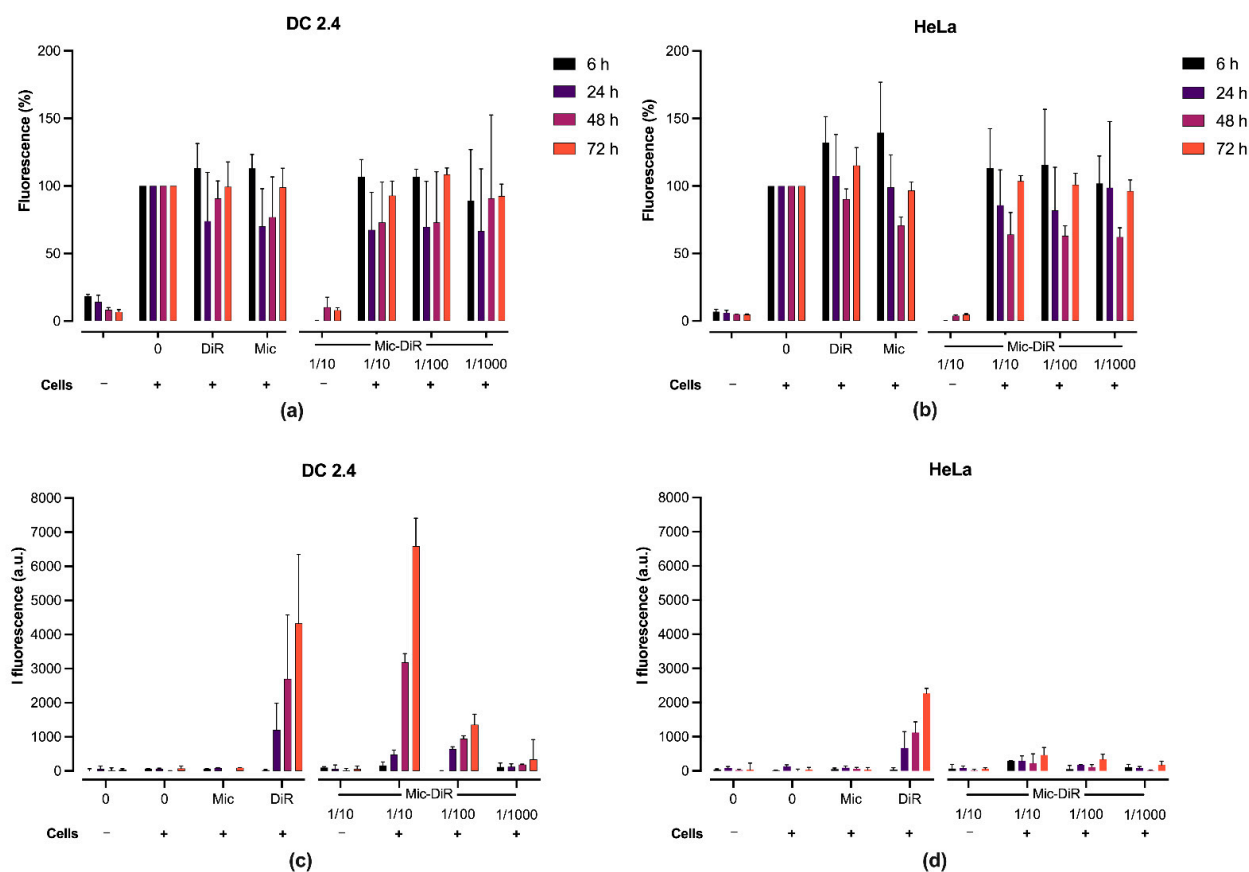 DC 2.4
Fluorescence (%)
200
150
100
50
0
6 h
24 h
48 h
72 h
0 DiR Mic Mic-DiR
1/10 1/10 1/100 1/1000
Cells – + + + – + + +
(a)
HeLa
Fluorescence (%)
200
150
100
50
0
6 h
24 h
48 h
72 h
0 DiR Mic Mic-DiR
1/10 1/10 1/100 1/1000
Cells – + + + – + + +
(b)
DC 2.4
I fluorescence (a.u.)
8000
7000
6000
5000
4000
3000
2000
1000
0
0 0 Mic DiR Mic-DiR
1/10 1/10 1/100 1/1000
Cells – + + + – + + +
(c)
HeLa
I fluorescence (a.u.)
8000
7000
6000
5000
4000
3000
2000
1000
0
0 0 Mic DiR Mic-DiR
1/10 1/10 1/100 1/1000
Cells – + + + – + + +
(d)